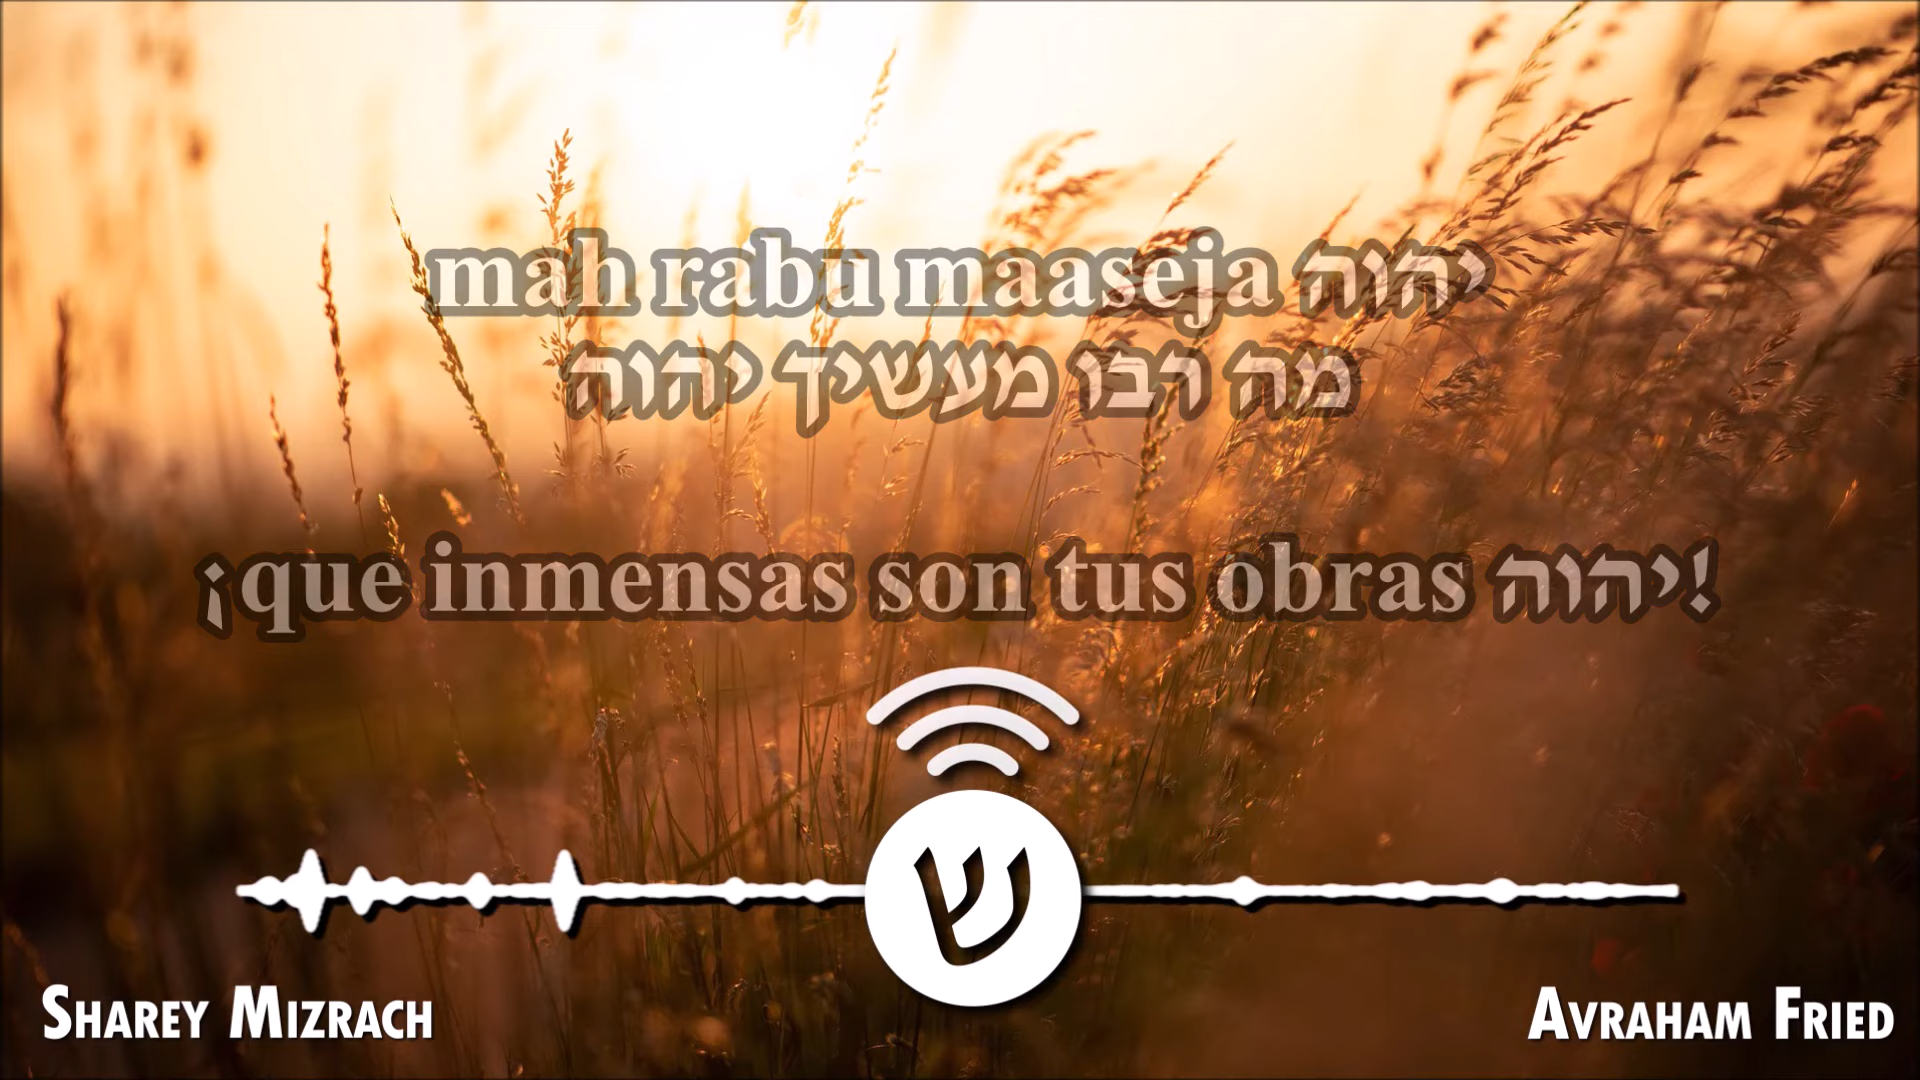 mah rabu maaseja יהוה
מה רבו מעשיך יהוה
¡que inmensas son tus obras יהוה!
ש
Sharey Mizrach
Avraham Fried